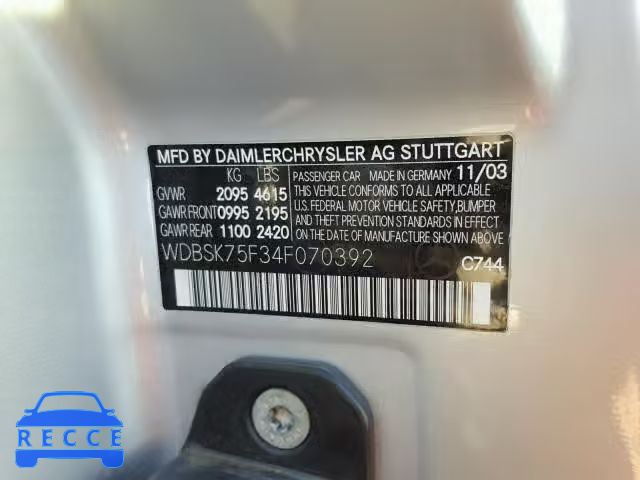 MFD BY DAIMLERCHRYSLER AG STUTTGART
KG LBS
GVWR 2095 4615
GAWR FRONT 0995 2195
GAWR REAR 1100 2420
PASSENGER CAR MADE IN GERMANY 11/03
THIS VEHICLE CONFORMS TO ALL APPLICABLE
U.S. FEDERAL MOTOR VEHICLE SAFETY, BUMPER,
AND THEFT PREVENTION STANDARDS IN EFFECT
ON THE DATE OF MANUFACTURE SHOWN ABOVE.
WDBSK75F34F070392
C744
RECCE